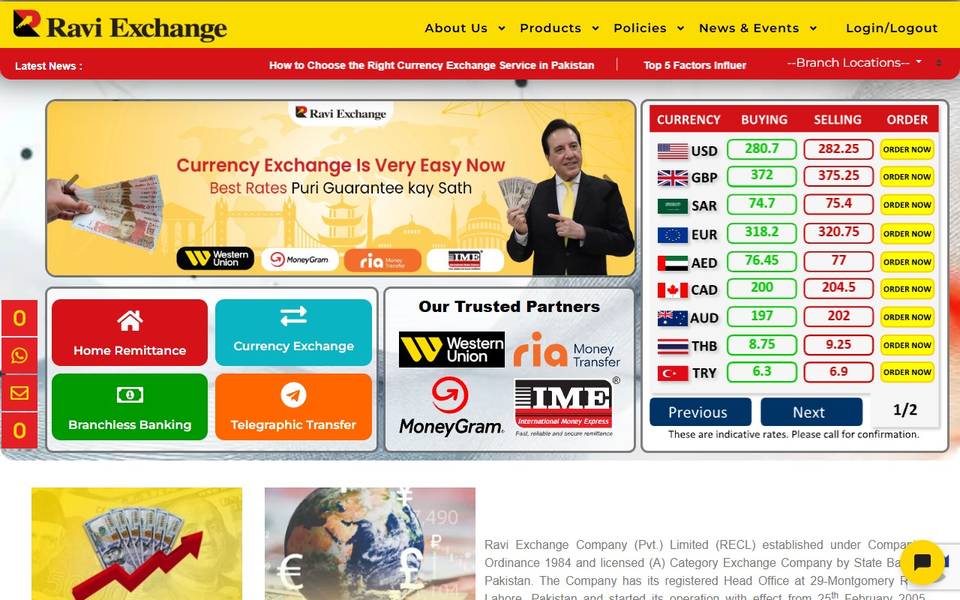 Ravi Exchange
About Us Products Policies News & Events Login/Logout
Latest News : How to Choose the Right Currency Exchange Service in Pakistan Top 5 Factors Influer --Branch Locations--
Ravi Exchange
Currency Exchange Is Very Easy Now
Best Rates Puri Guarantee kay Sath
Western Union MoneyGram ria Money Transfer IME
CURRENCY BUYING SELLING ORDER
USD 280.7 282.25 ORDER NOW
GBP 372 375.25 ORDER NOW
SAR 74.7 75.4 ORDER NOW
EUR 318.2 320.75 ORDER NOW
AED 76.45 77 ORDER NOW
CAD 200 204.5 ORDER NOW
AUD 197 202 ORDER NOW
THB 8.75 9.25 ORDER NOW
TRY 6.3 6.9 ORDER NOW
Previous Next 1/2
These are indicative rates. Please call for confirmation.
0
0
Home Remittance
Currency Exchange
Branchless Banking
Telegraphic Transfer
Our Trusted Partners
Western Union
ria Money Transfer
MoneyGram
IME®
International Money Express
Fast, reliable and secure remittance
7,490
Ravi Exchange Company (Pvt.) Limited (RECL) established under
Ordinance 1984 and licensed (A) Category Exchange Company by State
Pakistan. The Company has its registered Head Office at 29-Montgomery
Lahore, Pakistan and started its operation with effect from 25th February 2005